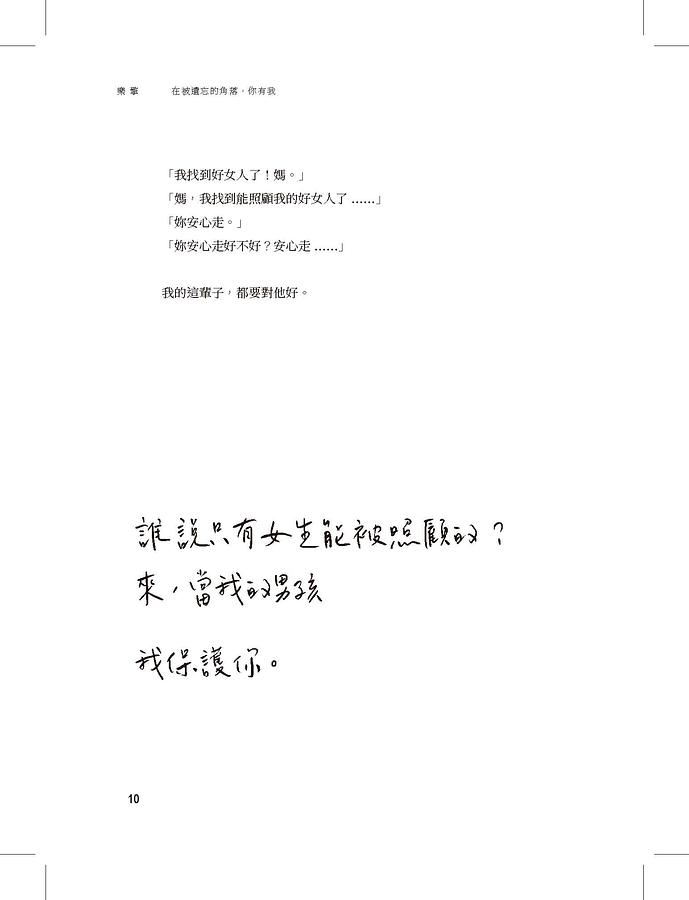 樂擎 在被遺忘的角落，你有我
「我找到好女人了！媽。」
「媽，我找到能照顧我的好女人了 ......」
「妳安心走。」
「妳安心走好不好？安心走 ......」
我的這輩子，都要對他好。
誰說只有女生能被照顧的？
來，當我的男孩
我保護你。
10